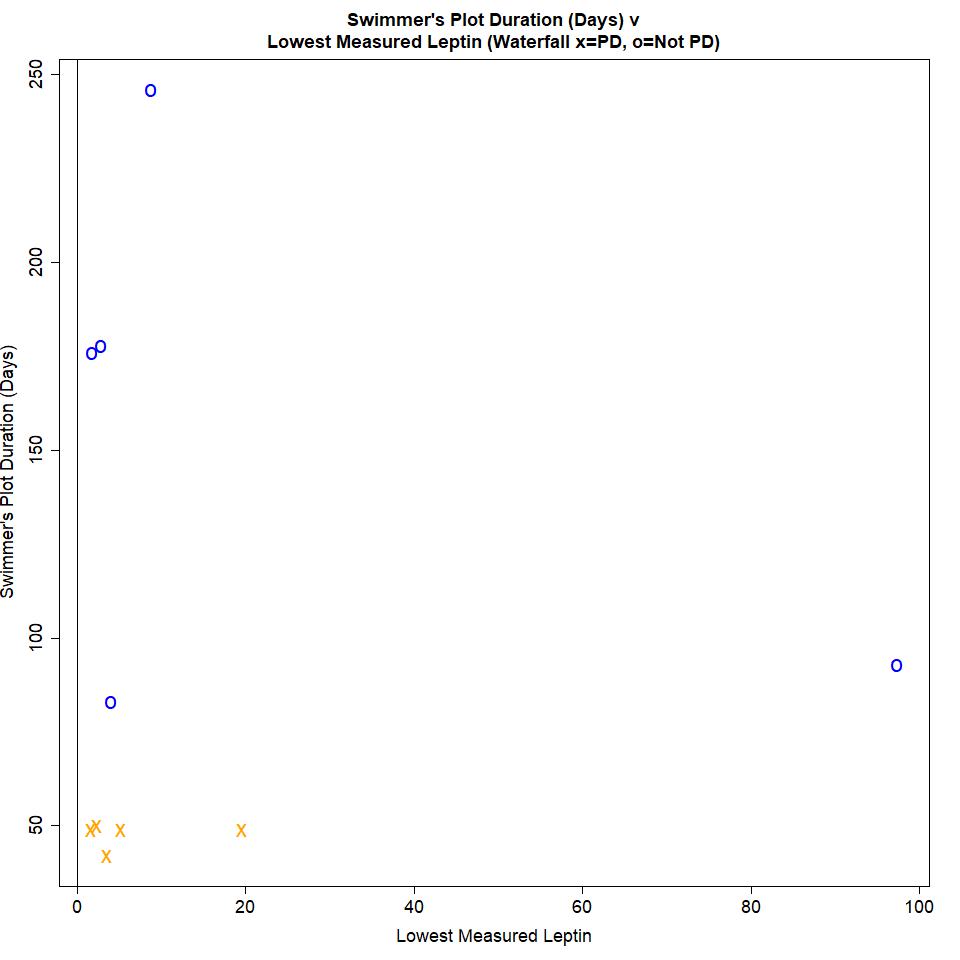 Swimmer's Plot Duration (Days) v
Lowest Measured Leptin (Waterfall x=PD, o=Not PD)
250
200
150
100
50
Swimmer's Plot Duration (Days)
O
O
O
O
O
X
X
X
X
X
0
20
40
60
80
100
Lowest Measured Leptin